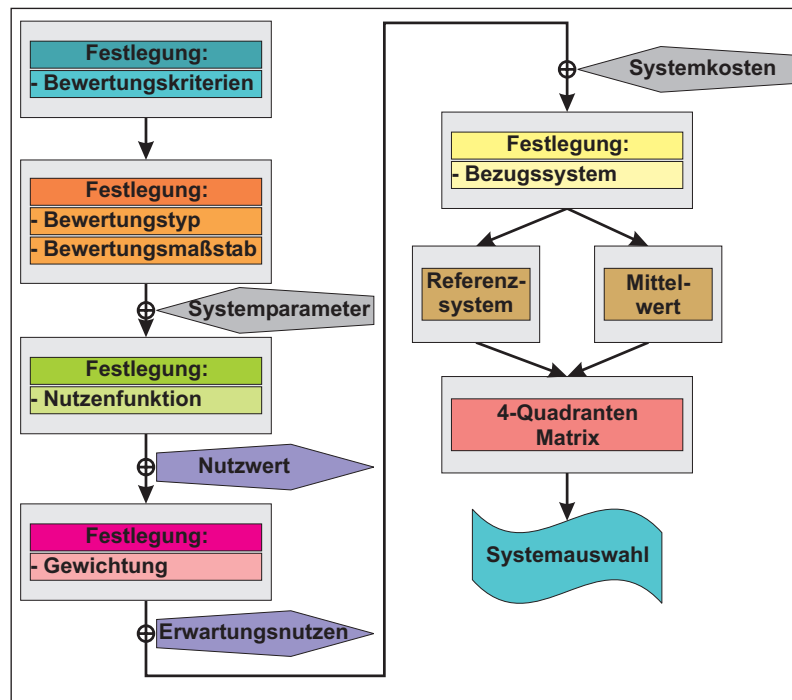 Festlegung:
- Bewertungskriterien
Festlegung:
- Bewertungstyp
- Bewertungsmaßstab
Systemparameter
Festlegung:
- Nutzenfunktion
Nutzwert
Festlegung:
- Gewichtung
Erwartungsnutzen
Systemkosten
Festlegung:
- Bezugssystem
Referenz-
system
Mittel-
wert
4-Quadranten
Matrix
Systemauswahl